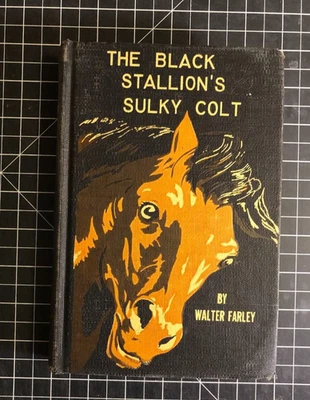 THE BLACK
STALLION'S
SULKY COLT
BY
WALTER FARLEY